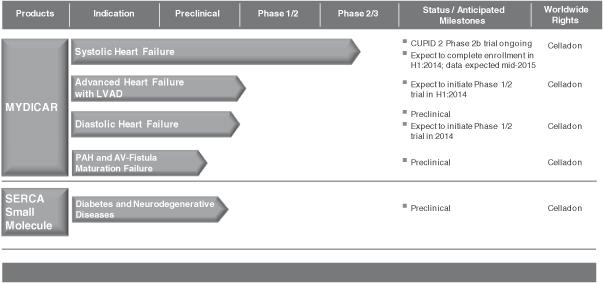 Products
Indication
Preclinical
Phase 1/2
Phase 2/3
Status / Anticipated
Milestones
Worldwide
Rights
MYDICAR
Systolic Heart Failure
CUPID 2 Phase 2b trial ongoing
Expect to complete enrollment in
H1:2014; data expected mid-2015
Celladon
Advanced Heart Failure
with LVAD
Expect to initiate Phase 1/2
trial in H1:2014
Celladon
Diastolic Heart Failure
Preclinical
Expect to initiate Phase 1/2
trial in 2014
Celladon
PAH and AV-Fistula
Maturation Failure
Preclinical
Celladon
SERCA
Small
Molecule
Diabetes and Neurodegenerative
Diseases
Preclinical
Celladon